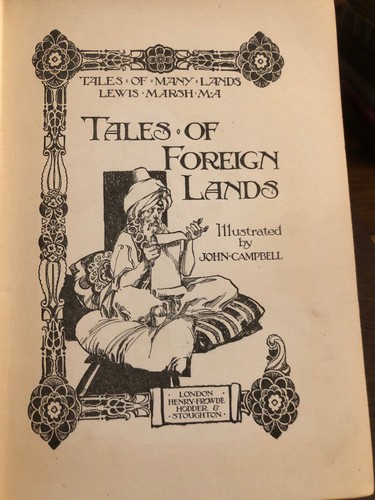 TALES · OF · MANY · LANDS
LEWIS · MARSH · M·A
TALES · OF
FOREIGN
LANDS
Illustrated
by
JOHN · CAMPBELL
LONDON
HENRY · FROWDE
HODDER &
STOUGHTON